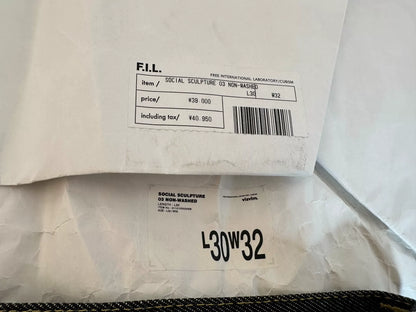 F.I.L.
FREE INTERNATIONAL LABORATORY/CUBISM
item/ SOCIAL SCULPTURE 03 NON-WASHED
L30 W32
price/ ¥39.000
including tax/ ¥40.950
SOCIAL SCULPTURE
03 NON-WASHED
visvim.
L30W32